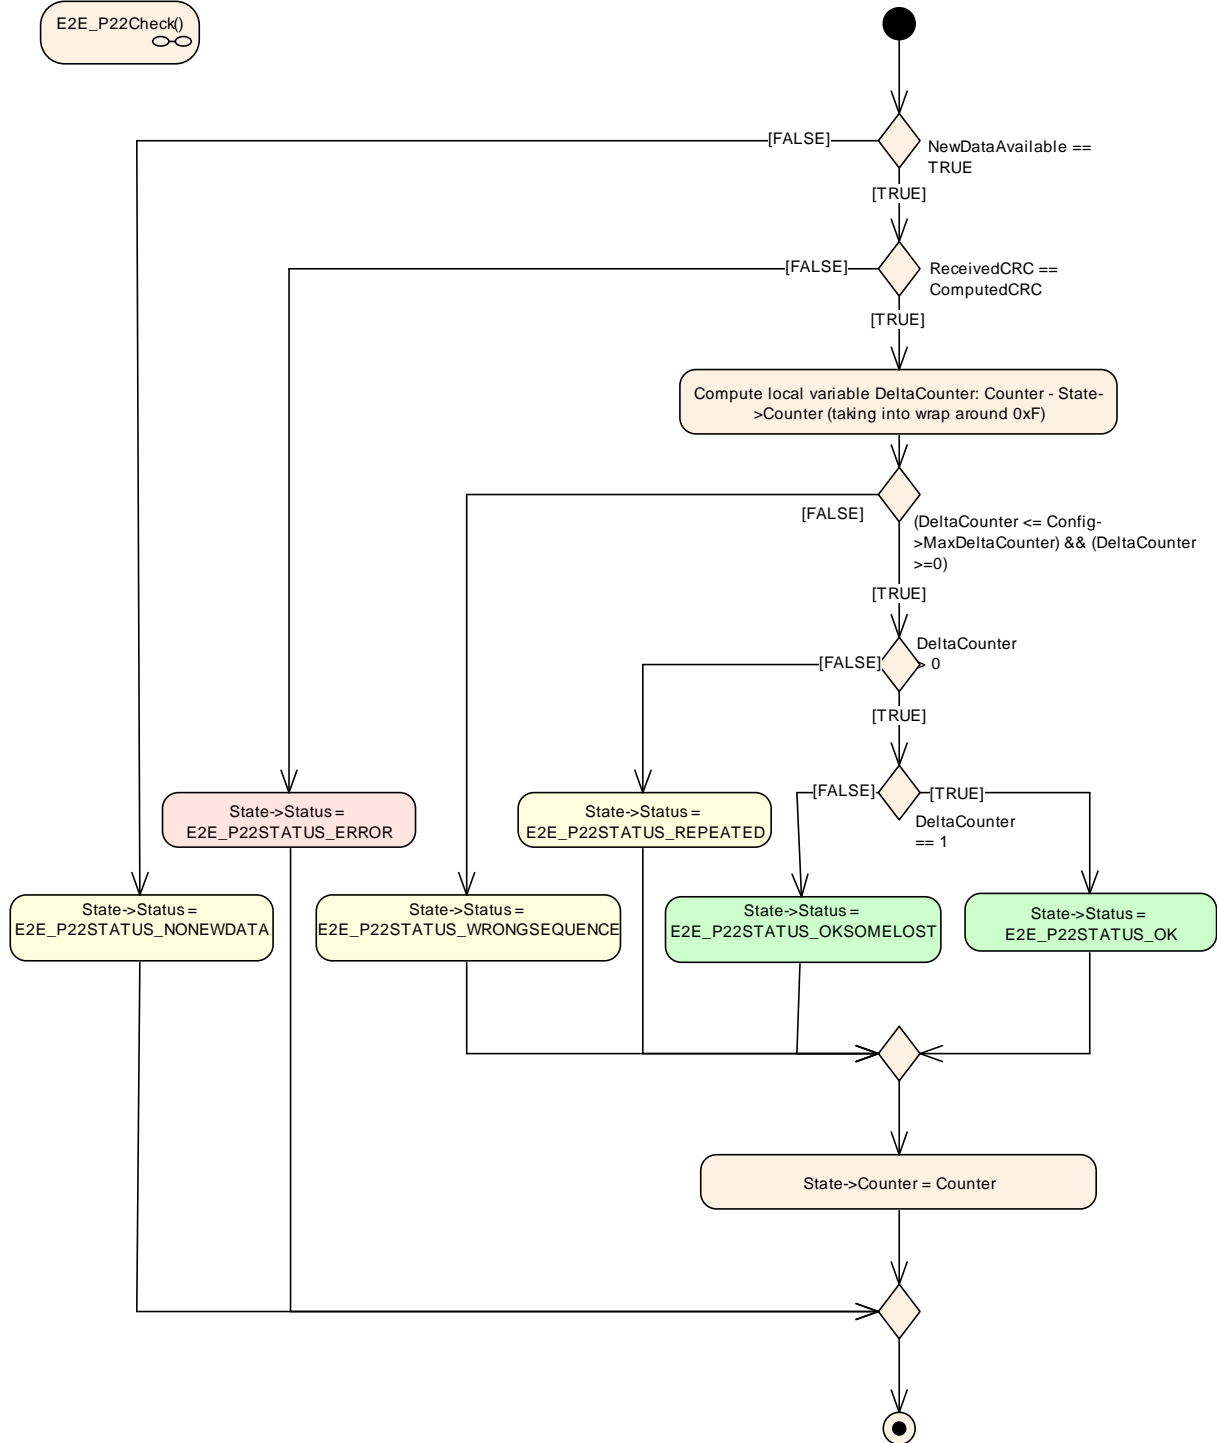 E2E_P22Check()
[FALSE]
NewDataAvailable ==
TRUE
[TRUE]
[FALSE]
ReceivedCRC ==
ComputedCRC
[TRUE]
Compute local variable DeltaCounter: Counter - State-
>Counter (taking into wrap around 0xF)
[FALSE]
(DeltaCounter <= Config-
>MaxDeltaCounter) && (DeltaCounter
>=0)
[TRUE]
DeltaCounter
> 0
[FALSE]
[TRUE]
[FALSE]
[TRUE]
DeltaCounter
== 1
State->Status =
E2E_P22STATUS_ERROR
State->Status =
E2E_P22STATUS_REPEATED
State->Status =
E2E_P22STATUS_NONEWDATA
State->Status =
E2E_P22STATUS_WRONGSEQUENCE
State->Status =
E2E_P22STATUS_OKSOMELOST
State->Status =
E2E_P22STATUS_OK
State->Counter = Counter